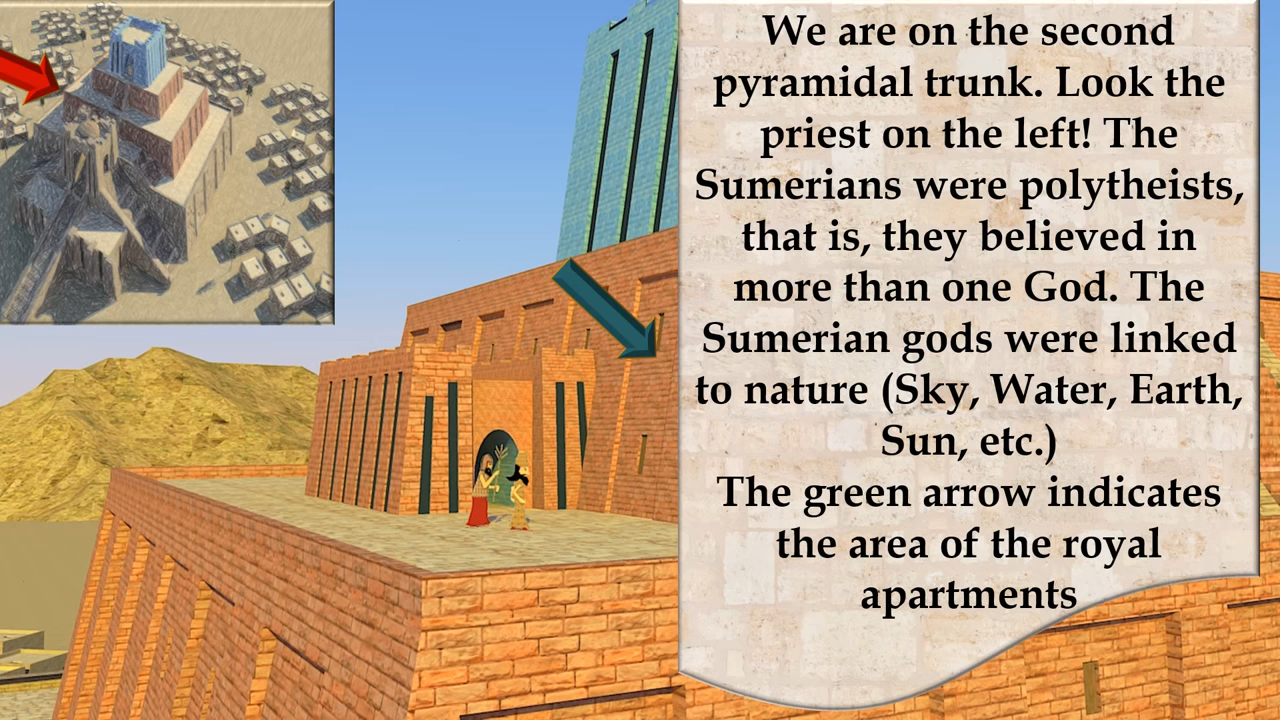 We are on the second
pyramidal trunk. Look the
priest on the left! The
Sumerians were polytheists,
that is, they believed in
more than one God. The
Sumerian gods were linked
to nature (Sky, Water, Earth,
Sun, etc.)
The green arrow indicates
the area of the royal
apartments